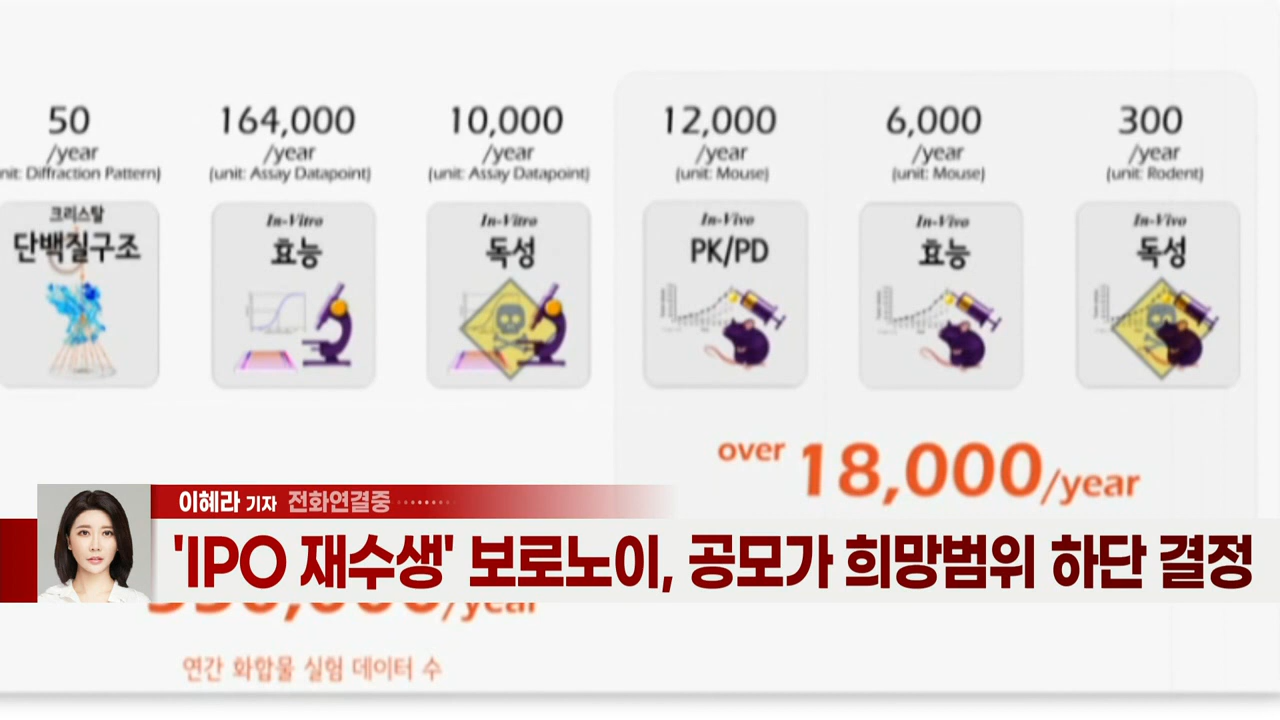 50
/year
nit: Diffraction Pattern)
크리스탈
단백질구조
164,000
/year
(unit: Assay Datapoint)
In-Vitro
효능
10,000
/year
(unit: Assay Datapoint)
In-Vitro
독성
12,000
/year
(unit: Mouse)
In-Vivo
PK/PD
6,000
/year
(unit: Mouse)
In-Vivo
효능
300
/year
(unit: Rodent)
In-Vivo
독성
over 18,000/year
이혜라 기자 전화연결중
'IPO 재수생' 보로노이, 공모가 희망범위 하단 결정
/year
연간 화합물 실험 데이터 수